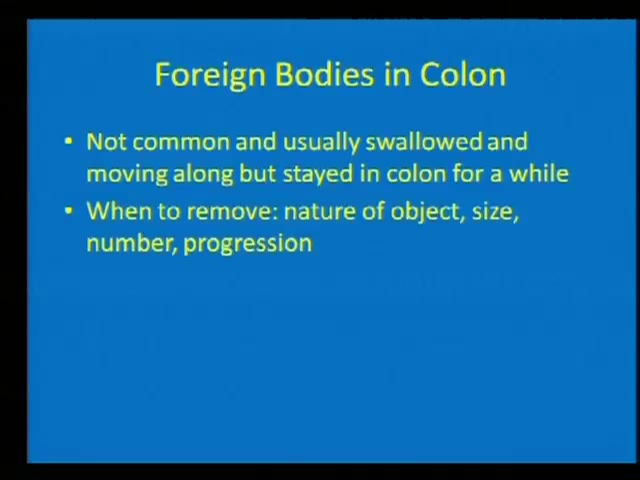 Foreign Bodies in Colon
• Not common and usually swallowed and
moving along but stayed in colon for a while
• When to remove: nature of object, size,
number, progression